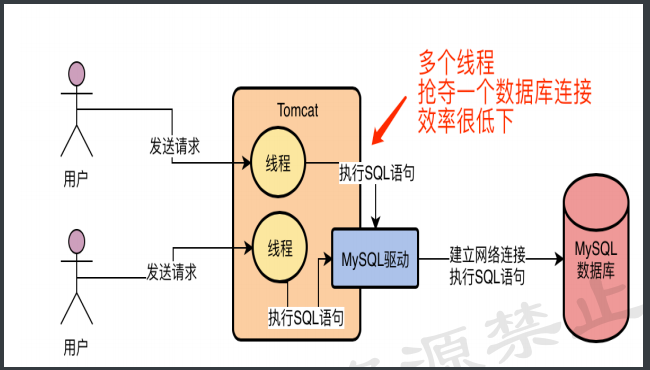 多个线程
抢夺一个数据库连接
效率很低下
Tomcat
发送请求
线程
执行SQL语句
用户
线程
MySQL驱动
建立网络连接
执行SQL语句
MySQL
数据库
发送请求
执行SQL语句
用户
源禁止